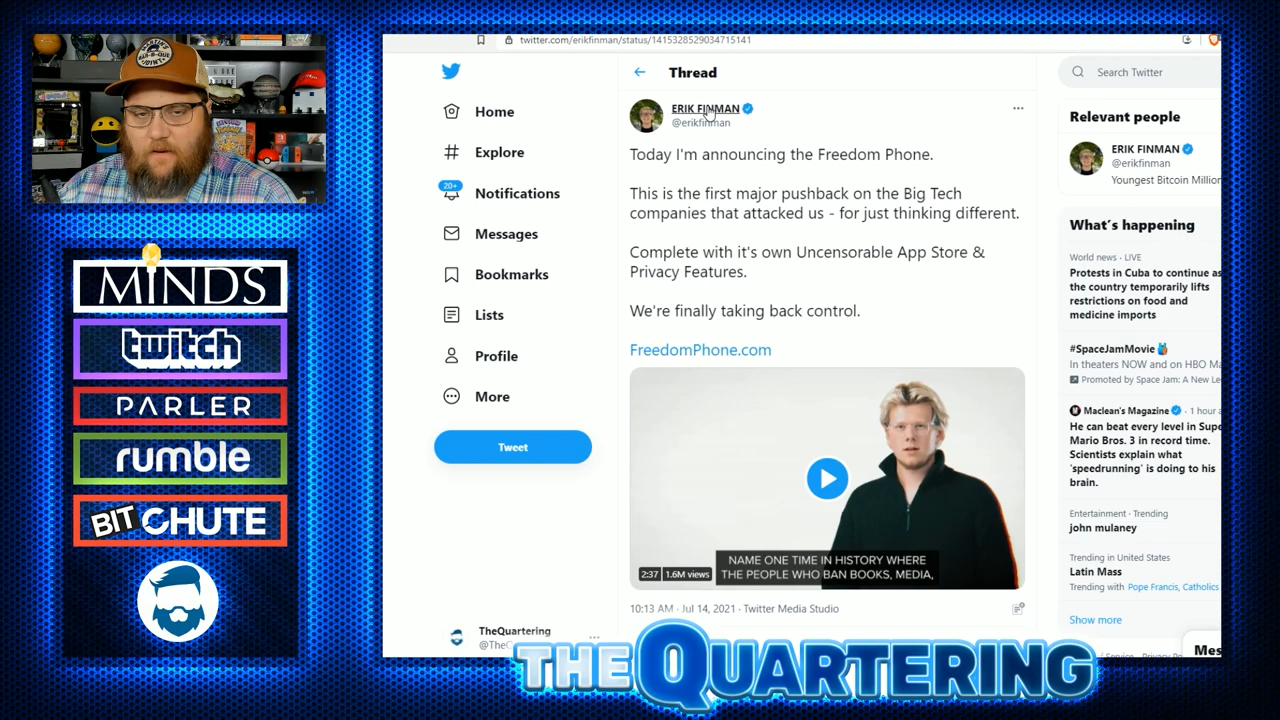 twitter.com/erikfinman/status/1415328529034715141
MINDS
twitch
PARLER
rumble
BITCHUTE
Home
Explore
20+
Notifications
Messages
Bookmarks
Lists
Profile
More
Tweet
TheQuartering
Thread
ERIK FINMAN
@erikfinman
Today I'm announcing the Freedom Phone.
This is the first major pushback on the Big Tech
companies that attacked us - for just thinking different.
Complete with it's own Uncensorable App Store &
Privacy Features.
We're finally taking back control.
FreedomPhone.com
NAME ONE TIME IN HISTORY WHERE
THE PEOPLE WHO BAN BOOKS, MEDIA,
2:37 1.6M views
10:13 AM · Jul 14, 2021 · Twitter Media Studio
Search Twitter
Relevant people
ERIK FINMAN
@erikfinman
Youngest Bitcoin Million
What's happening
World news · LIVE
Protests in Cuba to continue as
the country temporarily lifts
restrictions on food and
medicine imports
#SpaceJamMovie
In theaters NOW and on HBO Ma
Promoted by Space Jam: A New Le
Maclean's Magazine · 1 hour a
He can beat every level in Supe
Mario Bros. 3 in record time.
Scientists explain what
'speedrunning' is doing to his
brain.
Entertainment · Trending
john mulaney
Trending in United States
Latin Mass
Trending with Pope Francis, Catholics
Show more
Mes
THE QUARTERING